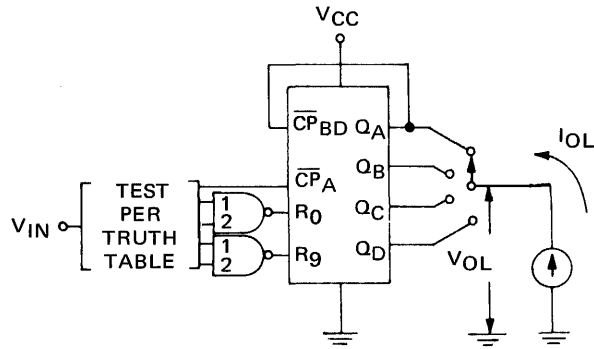 VCC
CPBD QA
IOL
CPA QB
TEST
1
2
R0
QC
VIN
PER
TRUTH
1
2
R9
QD
TABLE
VOL